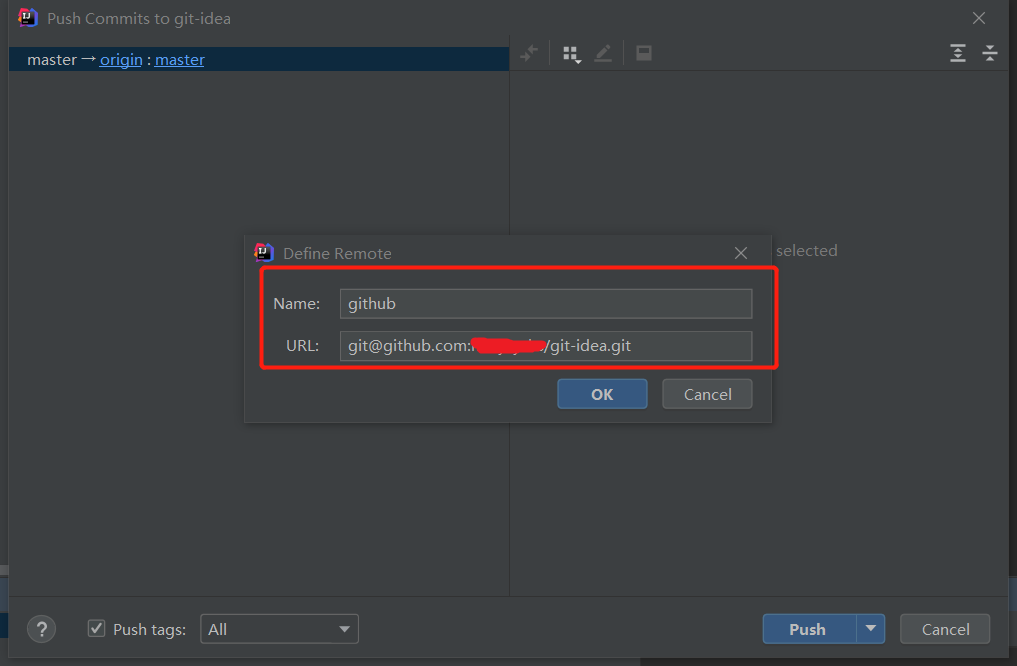 Push Commits to git-idea
master → origin : master
selected
Define Remote
Name: github
URL: git@github.com: /git-idea.git
OK Cancel
? Push tags: All Push Cancel